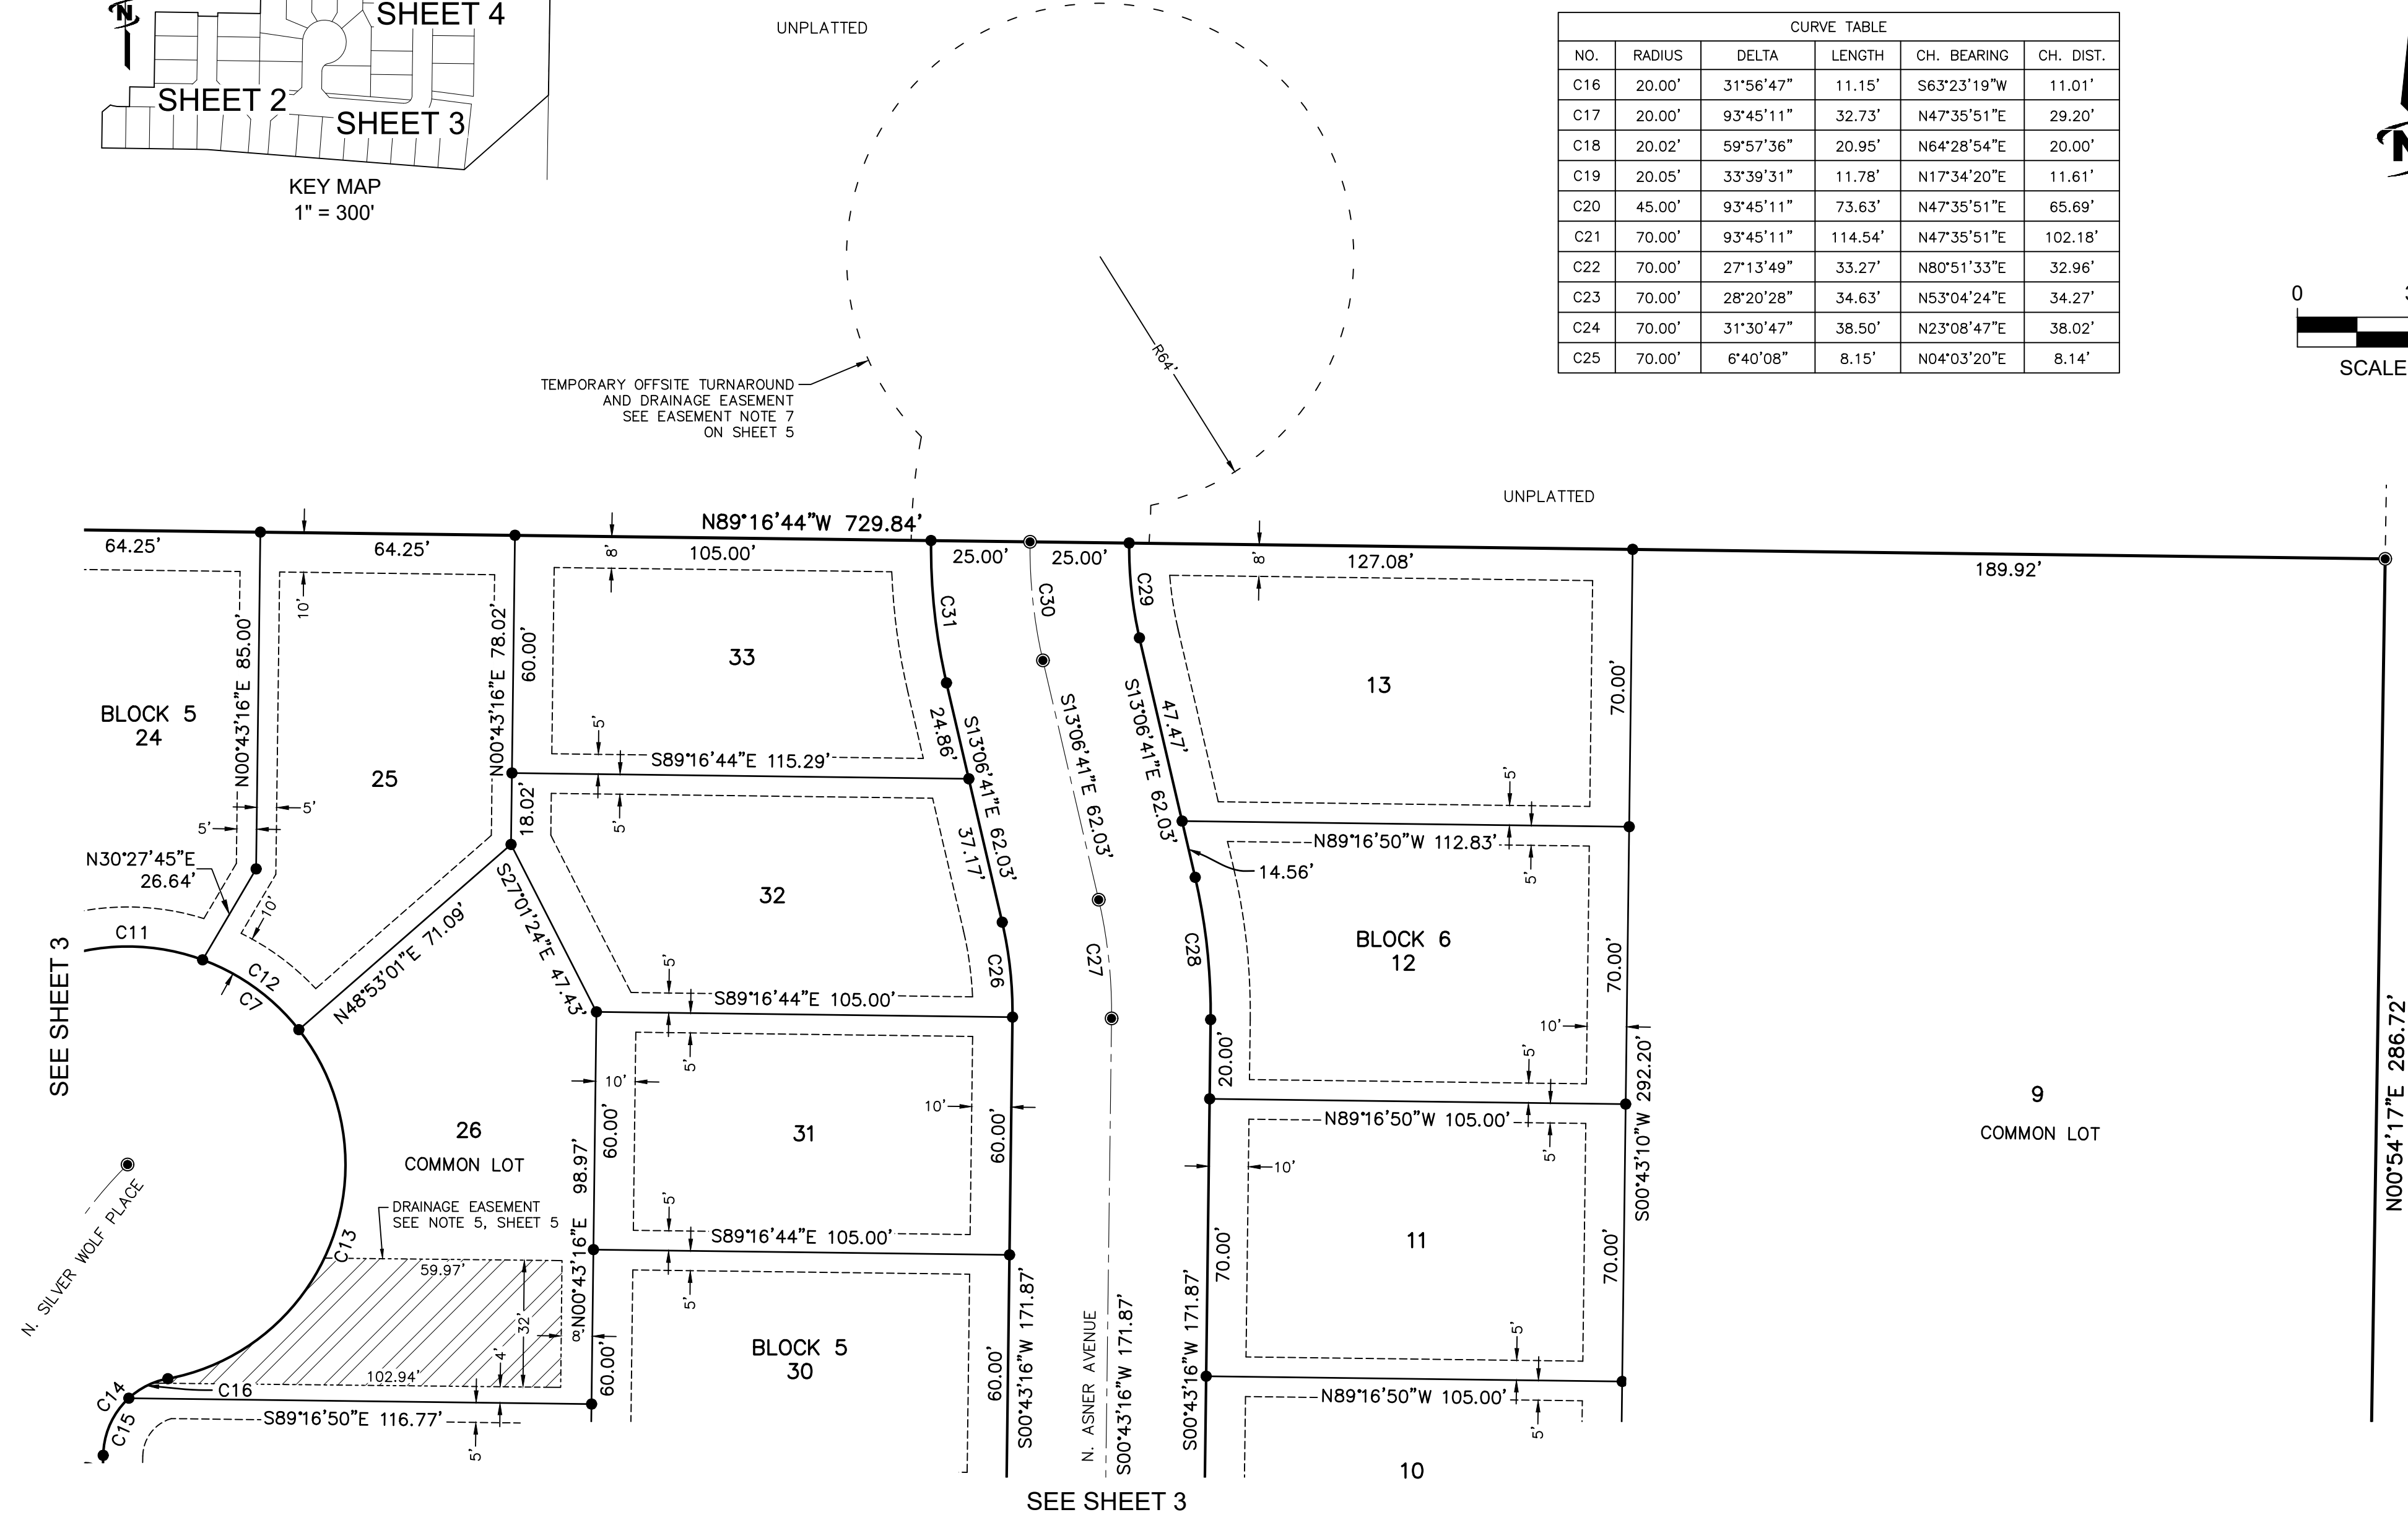 N
SHEET 4
SHEET 2
SHEET 3
KEY MAP
1" = 300'
UNPLATTED
CURVE TABLE
NO. RADIUS DELTA LENGTH CH. BEARING CH. DIST.
C16 20.00' 31°56'47" 11.15' S63°23'19"W 11.01'
C17 20.00' 93°45'11" 32.73' N47°35'51"E 29.20'
C18 20.02' 59°57'36" 20.95' N64°28'54"E 20.00'
C19 20.05' 33°39'31" 11.78' N17°34'20"E 11.61'
C20 45.00' 93°45'11" 73.63' N47°35'51"E 65.69'
C21 70.00' 93°45'11" 114.54' N47°35'51"E 102.18'
C22 70.00' 27°13'49" 33.27' N80°51'33"E 32.96'
C23 70.00' 28°20'28" 34.63' N53°04'24"E 34.27'
C24 70.00' 31°30'47" 38.50' N23°08'47"E 38.02'
C25 70.00' 6°40'08" 8.15' N04°03'20"E 8.14'
0
SCALE
R64'
TEMPORARY OFFSITE TURNAROUND
AND DRAINAGE EASEMENT
SEE EASEMENT NOTE 7
ON SHEET 5
UNPLATTED
N89°16'44"W 729.84'
64.25'
64.25'
8'
105.00'
25.00'
25.00'
8'
127.08'
189.92'
10'
BLOCK 5
24
N00°43'16"E 85.00'
5'
5'
25
N00°43'16"E 78.02'
60.00'
18.02'
33
C31
24.86'
S13°06'41"E 62.03'
37.17'
5'
S89°16'44"E 115.29'
5'
C30
S13°06'41"E 62.03'
C27
C29
47.47'
S13°06'41"E 62.03'
14.56'
13
70.00'
5'
N89°16'50"W 112.83'
5'
N30°27'45"E
26.64'
10'
C11
C12
C7
N48°53'01"E 71.09'
S27°01'24"E 47.43'
32
C26
5'
S89°16'44"E 105.00'
5'
C28
20.00'
BLOCK 6
12
70.00'
10'
5'
N89°16'50"W 105.00'
5'
S00°43'10"W 292.20'
SEE SHEET 3
N. SILVER WOLF PLACE
26
COMMON LOT
DRAINAGE EASEMENT
SEE NOTE 5, SHEET 5
C13
59.97'
32'
8'
102.94'
4'
C14
C16
C15
S89°16'50"E 116.77'
5'
N00°43'16"E 98.97'
60.00'
10'
31
10'
60.00'
5'
S89°16'44"E 105.00'
5'
60.00'
BLOCK 5
30
60.00'
S00°43'16"W 171.87'
N. ASNER AVENUE
S00°43'16"W 171.87'
S00°43'16"W 171.87'
70.00'
10'
11
70.00'
5'
N89°16'50"W 105.00'
5'
10
9
COMMON LOT
N00°54'17"E 286.72'
SEE SHEET 3